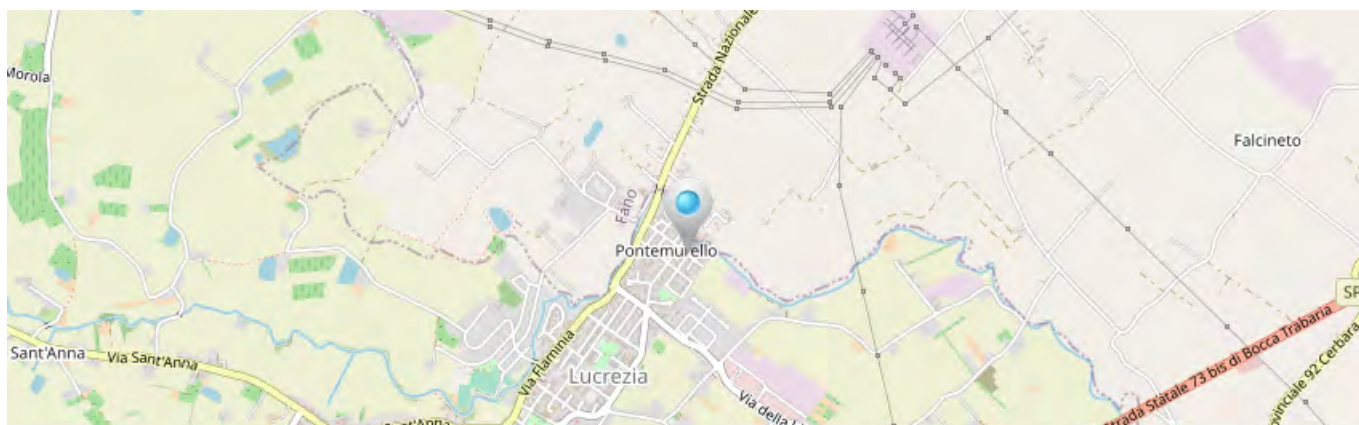 Morola
Strada Nazionale
Falcineto
Fano
Pontemurello
SP
Sant'Anna
Via Sant'Anna
Via Flaminia
Lucrezia
Via della
Strada Statale 73 bis di Bocca Trabaria
vinciale 92 Cerbara